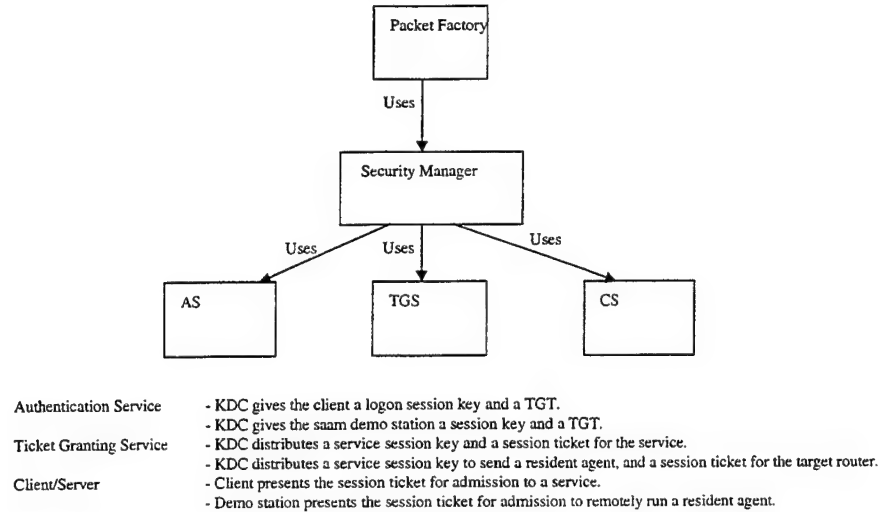 Packet Factory
Uses
Security Manager
Uses
Uses
Uses
AS
TGS
CS
Authentication Service - KDC gives the client a logon session key and a TGT.
- KDC gives the saam demo station a session key and a TGT.
Ticket Granting Service - KDC distributes a service session key and a session ticket for the service.
- KDC distributes a service session key to send a resident agent, and a session ticket for the target router.
Client/Server - Client presents the session ticket for admission to a service.
- Demo station presents the session ticket for admission to remotely run a resident agent.